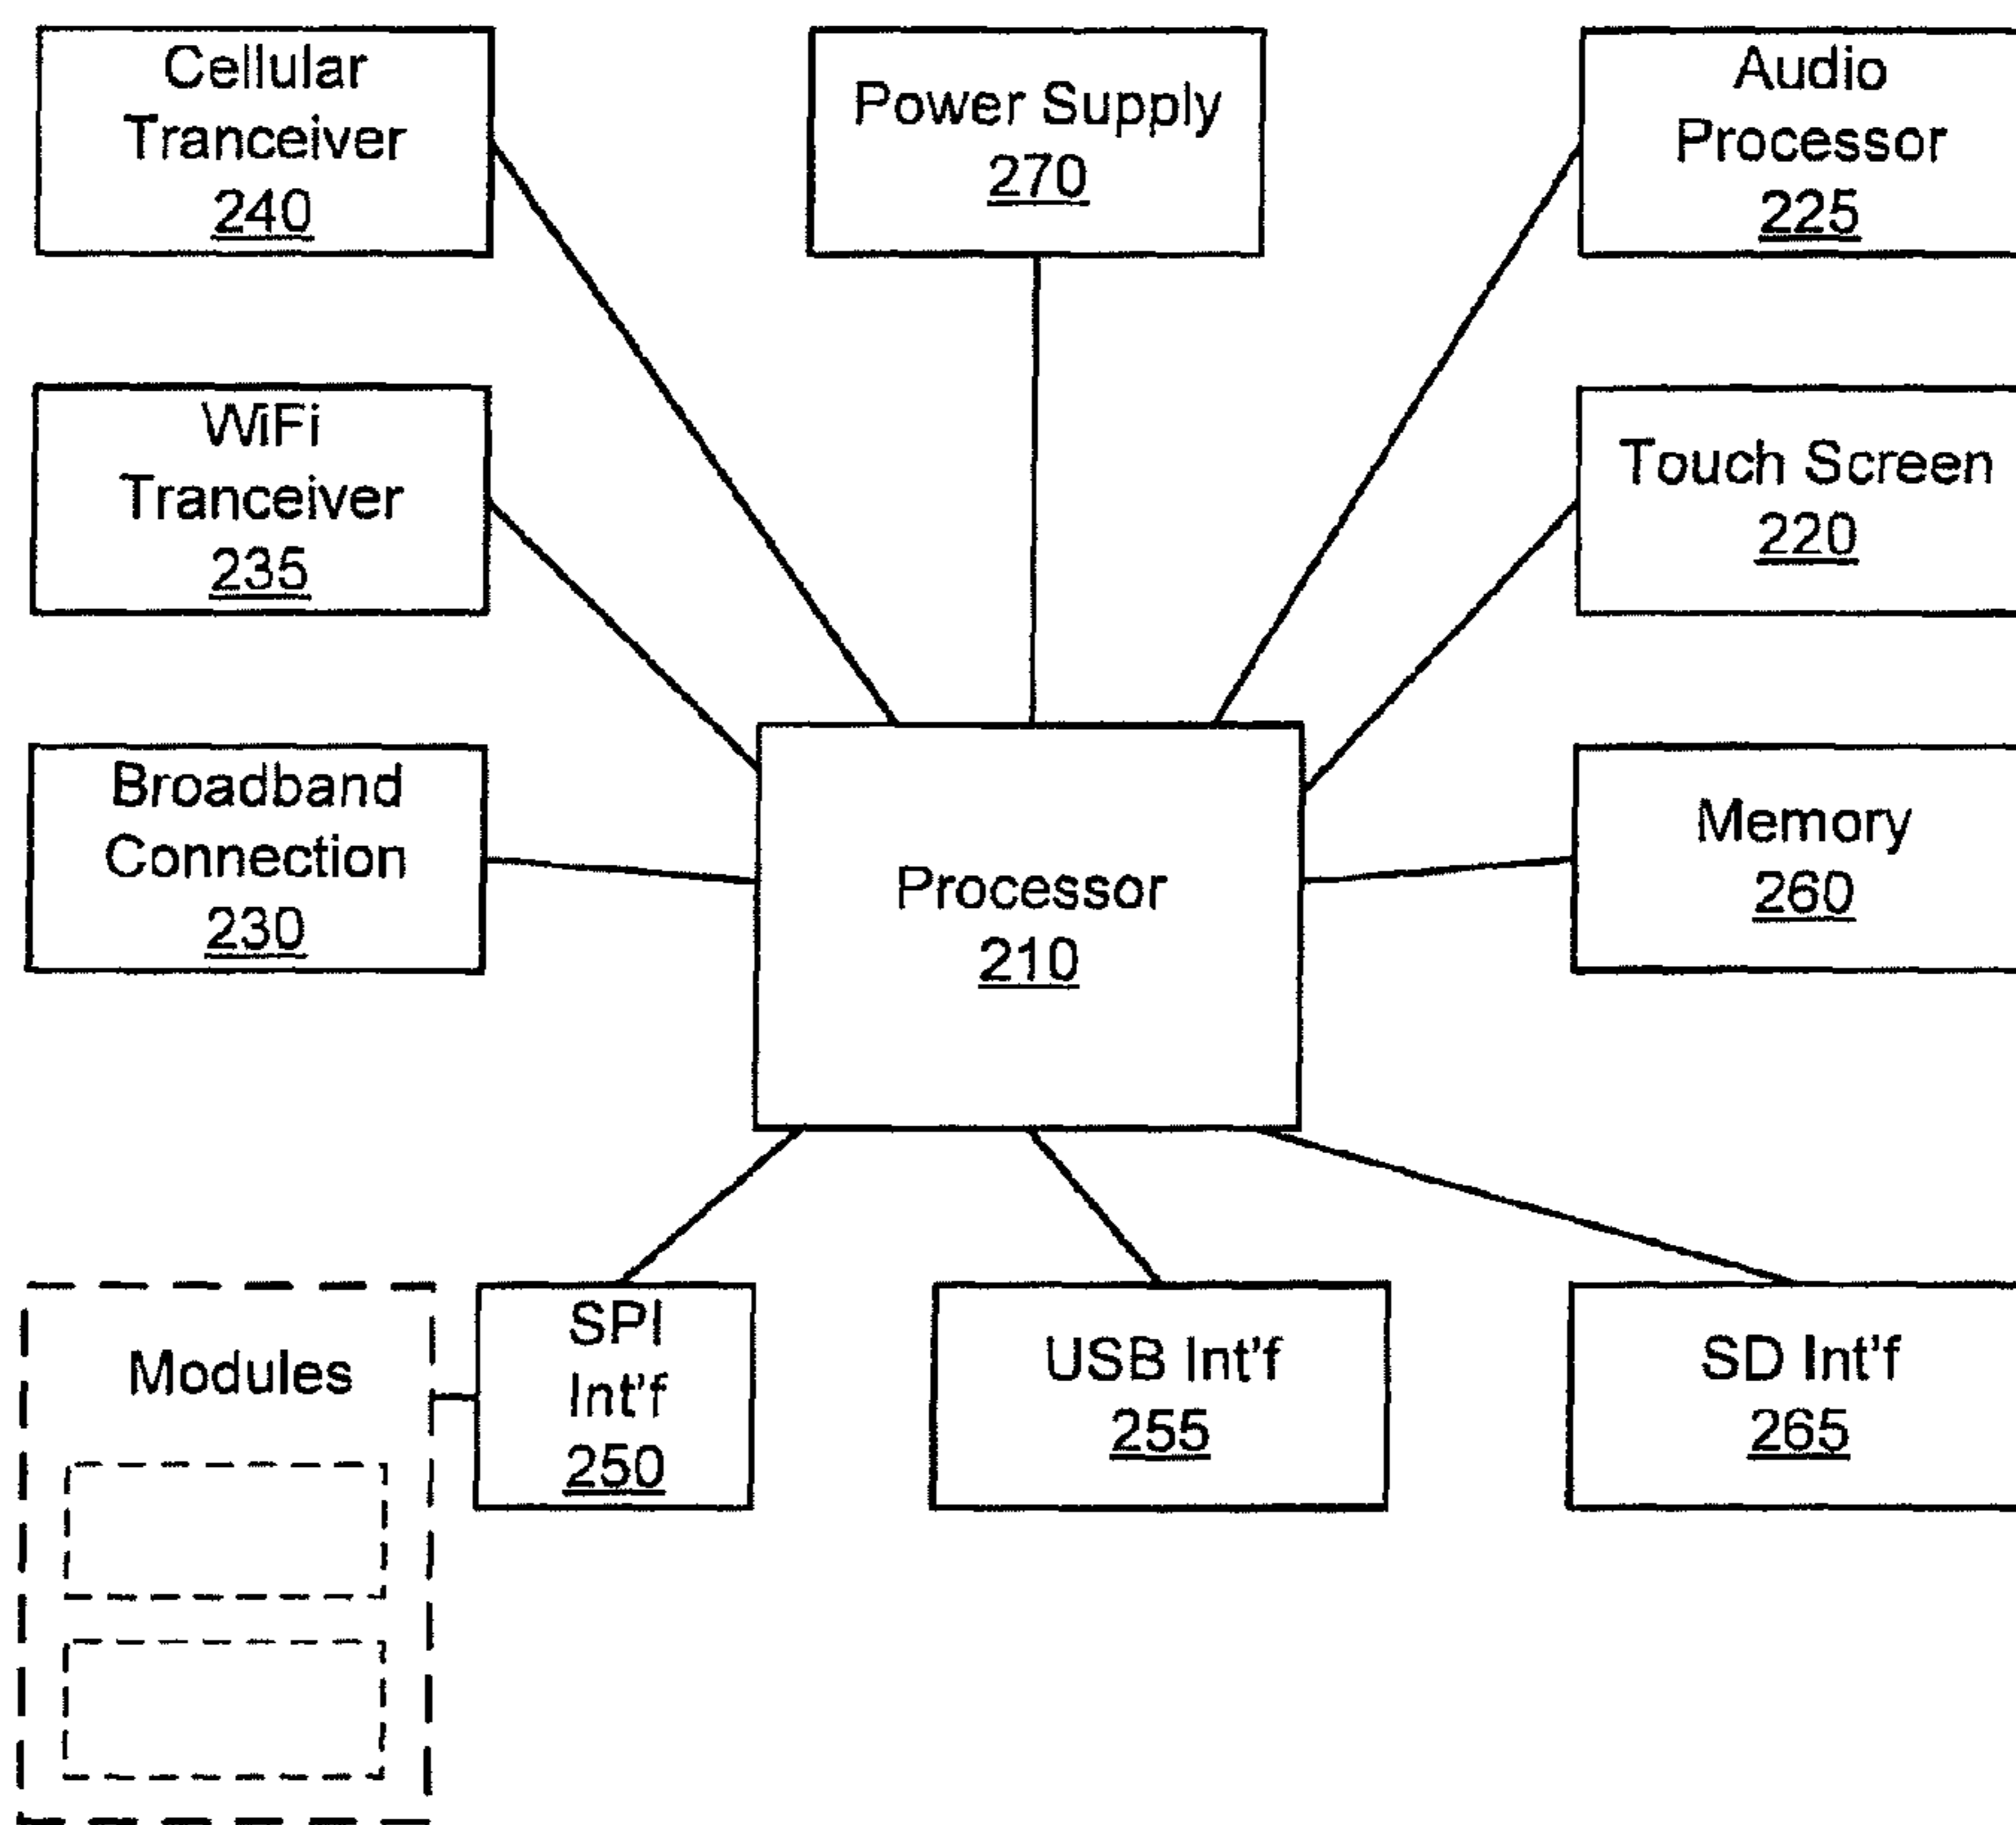 Cellular
Tranceiver
240
Power Supply
270
Audio
Processor
225
WiFi
Tranceiver
235
Touch Screen
220
Broadband
Connection
230
Processor
210
Memory
260
Modules
SPI
Int'f
250
USB Int'f
255
SD Int'f
265